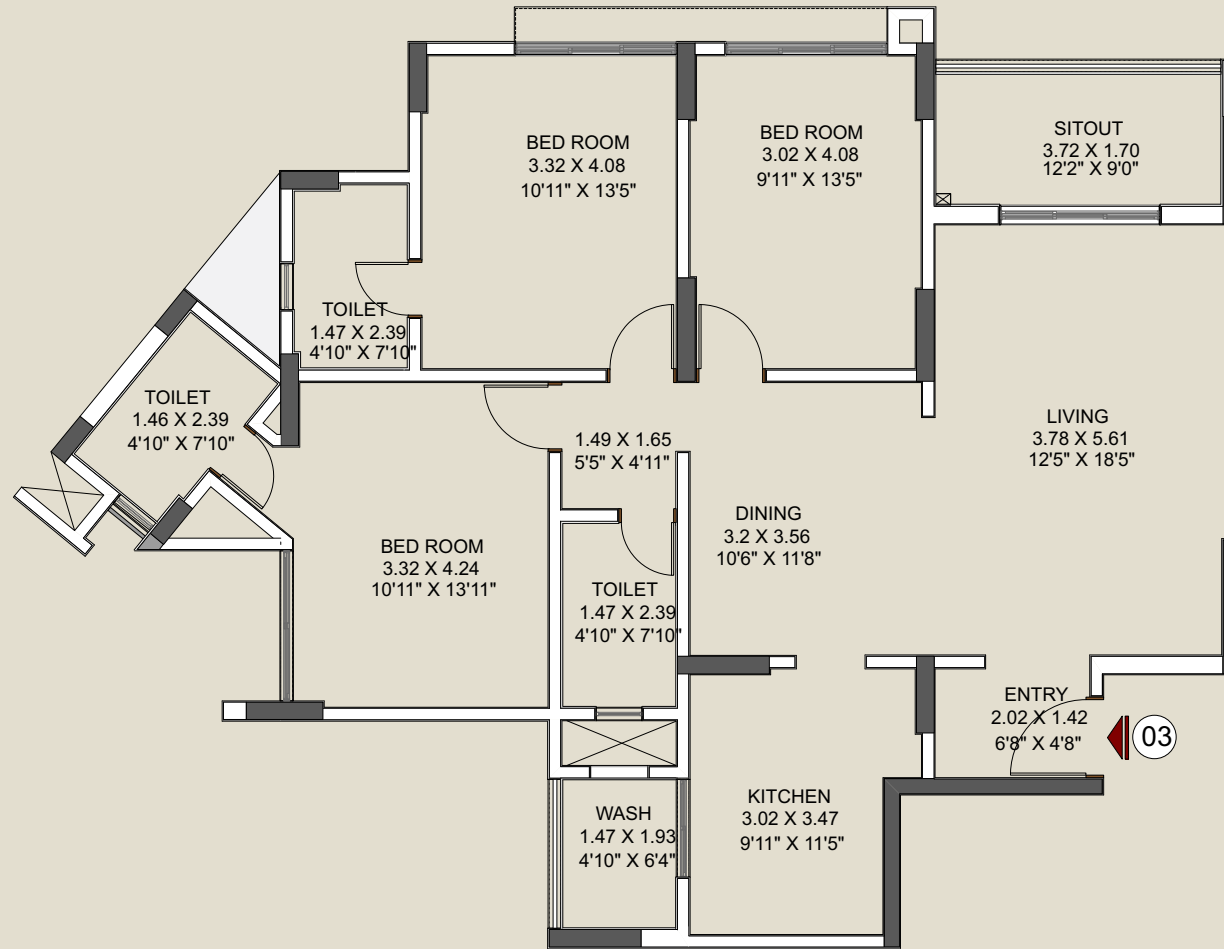 BED ROOM
3.32 X 4.08
10'11" X 13'5"
BED ROOM
3.02 X 4.08
9'11" X 13'5"
SITOUT
3.72 X 1.70
12'2" X 9'0"
TOILET
1.47 X 2.39
4'10" X 7'10"
TOILET
1.46 X 2.39
4'10" X 7'10"
1.49 X 1.65
5'5" X 4'11"
LIVING
3.78 X 5.61
12'5" X 18'5"
DINING
3.2 X 3.56
10'6" X 11'8"
BED ROOM
3.32 X 4.24
10'11" X 13'11"
TOILET
1.47 X 2.39
4'10" X 7'10"
ENTRY
2.02 X 1.42
6'8" X 4'8"
03
KITCHEN
3.02 X 3.47
9'11" X 11'5"
WASH
1.47 X 1.93
4'10" X 6'4"